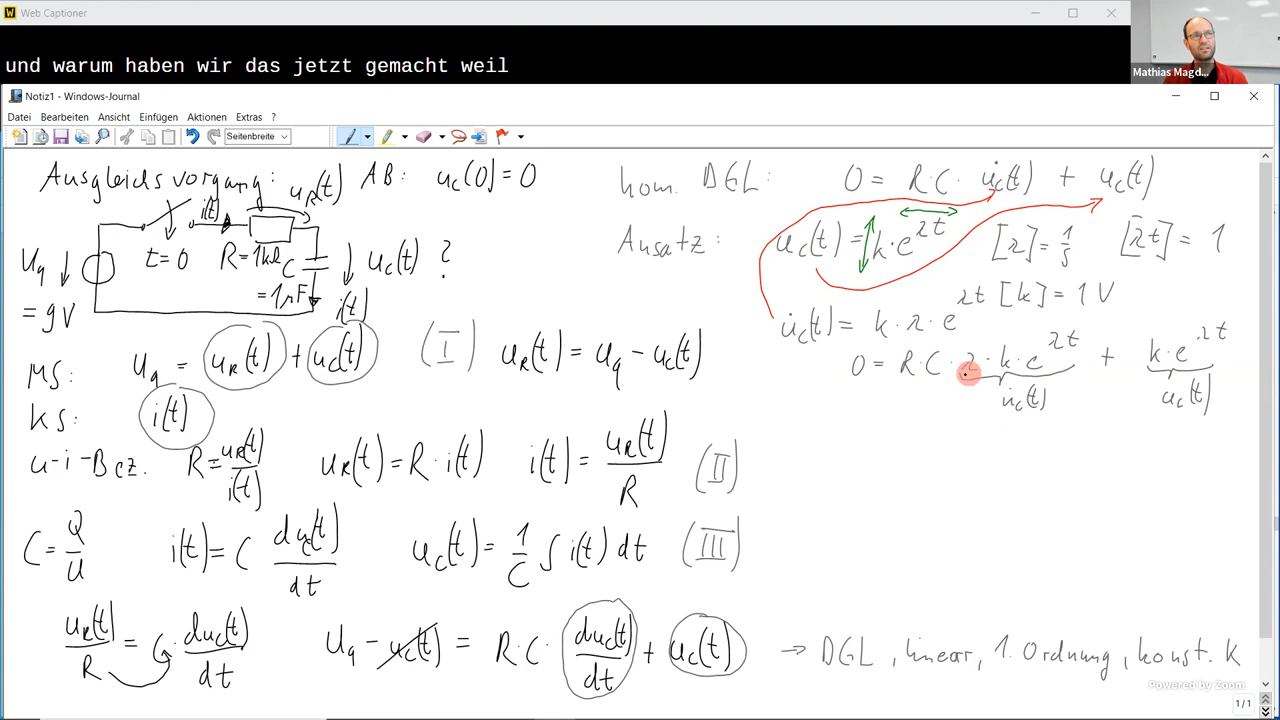 Web Captioner
und warum haben wir das jetzt gemacht weil
Mathias Magd...
Notiz1 - Windows-Journal
Datei Bearbeiten Ansicht Einfügen Aktionen Extras ?
Seitenbreite
Ausgleichsvorgang: u_R(t) AB: u_C(0)=0
i(t)
U_q t=0 R=1kΩ C u_C(t) ?
= 9V =1μF i(t)
MS: U_q = u_R(t) + u_C(t) (I) u_R(t) = U_q - u_C(t)
KS: i(t)
u-i-Bez. R = u_R(t)/i(t) u_R(t) = R · i(t) i(t) = u_R(t)/R (II)
C = Q/U i(t) = C du_C(t)/dt u_C(t) = 1/C ∫ i(t) dt (III)
u_R(t)/R = C · du_C(t)/dt U_q - u_C(t) = R·C · du_C(t)/dt + u_C(t) → DGL, linear, 1. Ordnung, konst. K
hom. DGL: 0 = R·C · u̇_C(t) + u_C(t)
Ansatz: u_C(t) = k·e^{λt} [λ] = 1/s [λt] = 1
[k] = 1V
u̇_C(t) = k · λ · e^{λt}
0 = R·C · λ · k · e^{λt} + k·e^{λt}
u̇_C(t) u_C(t)
Powered by Zoom
1/1